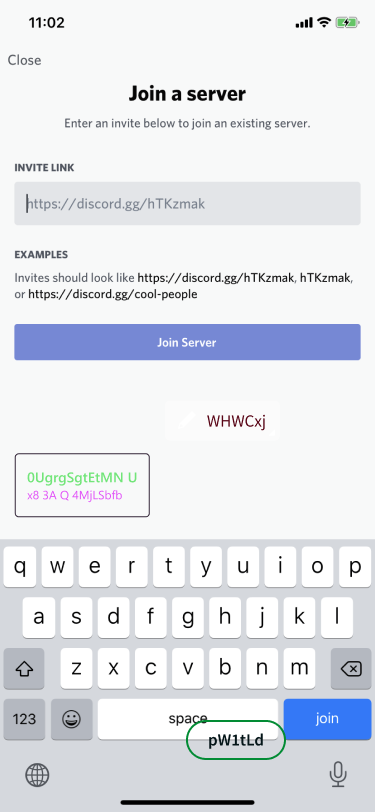 11:02
Close
Join a server
Enter an invite below to join an existing server.
INVITE LINK
https://discord.gg/hTKzmak
EXAMPLES
Invites should look like https://discord.gg/hTKzmak, hTKzmak,
or https://discord.gg/cool-people
Join Server
WHWCxj
0UgrgSgtEtMN U
x8 3A Q 4MjLSbfb
q w e r t y u i o p
a s d f g h j k l
z x c v b n m
123 space join
pW1tLd